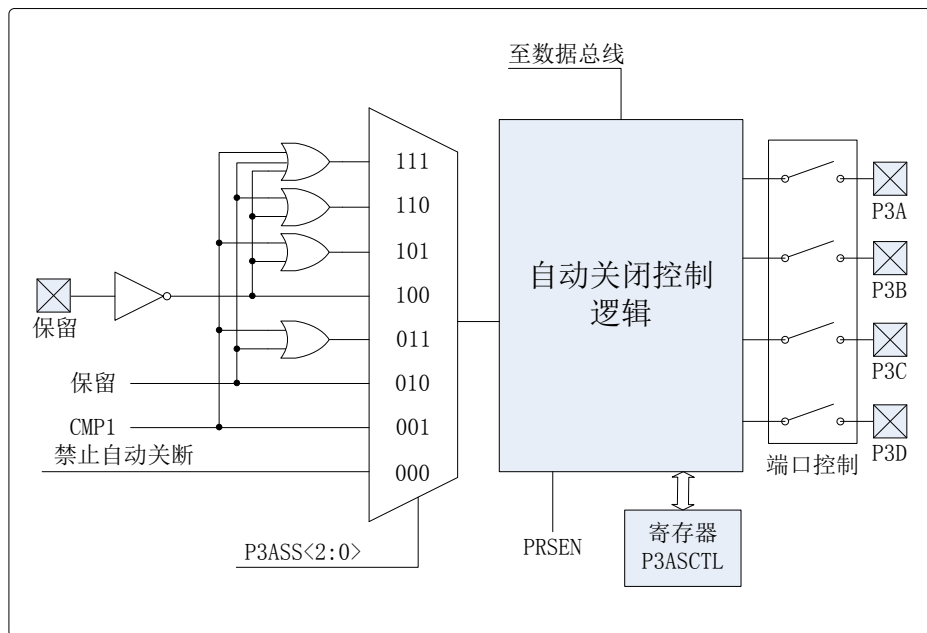 至数据总线
111
110
101
100
011
010
001
000
保留
保留
CMP1
禁止自动关断
P3ASS<2:0>
自动关闭控制
逻辑
PRSEN
寄存器
P3ASCTL
端口控制
P3A
P3B
P3C
P3D